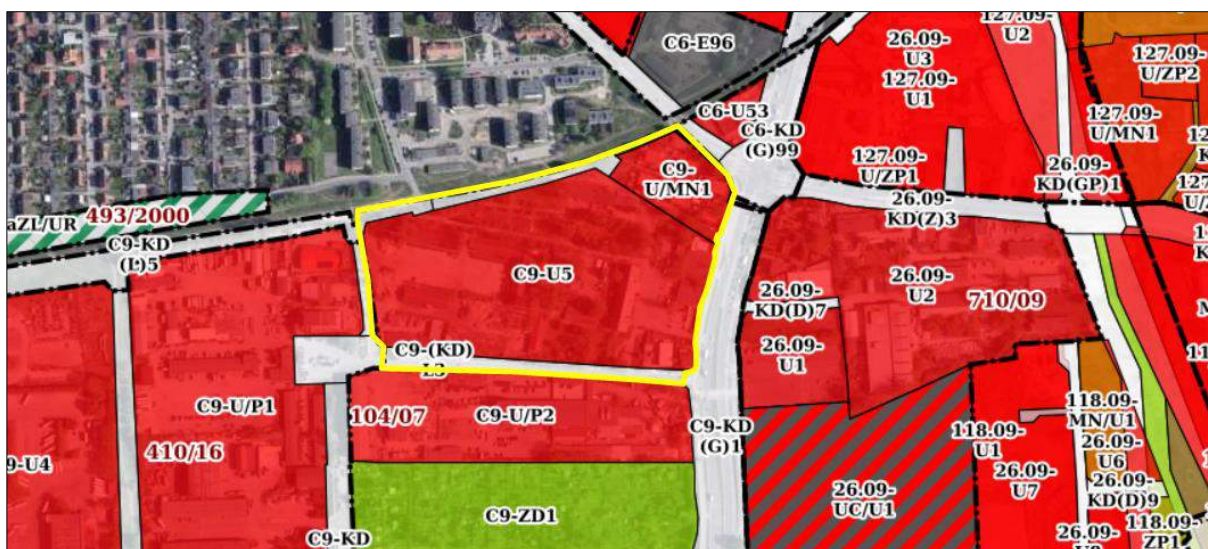 C6-E96
26.09-
U3
127.09-
U1
127.09-
U2
127.09-
U/ZP2
127.09-
U/MN1
C6-U53
C6-KD
(G)99
C9-
U/MN1
127.09-
U/ZP1
26.09-
KD(GP)1
26.09-
KD(Z)3
aZL/UR
493/2000
C9-KD
(L)5
C9-U5
26.09-
U2
710/09
26.09-
KD(D)7
26.09-
U1
C9-(KD)
L3
C9-U/P1
104/07
C9-U/P2
410/16
9-U4
C9-KD
(G)1
118.09-
MN/U1
118.09-
U1
26.09-
U6
26.09-
U7
26.09-
KD(D)9
26.09-
UC/U1
C9-ZD1
C9-KD
118.09-
ZP1
26.09-